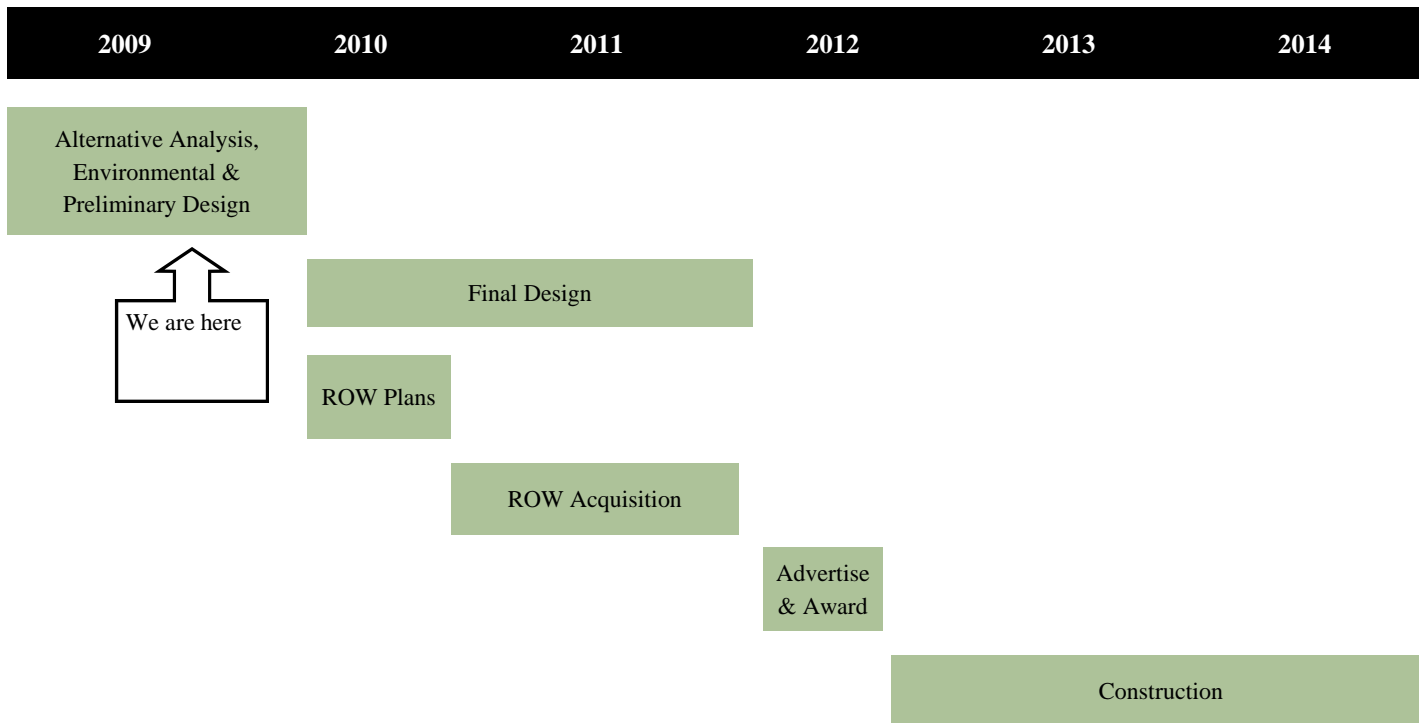 2009 2010 2011 2012 2013 2014
Alternative Analysis,
Environmental &
Preliminary Design
We are here
Final Design
ROW Plans
ROW Acquisition
Advertise
& Award
Construction